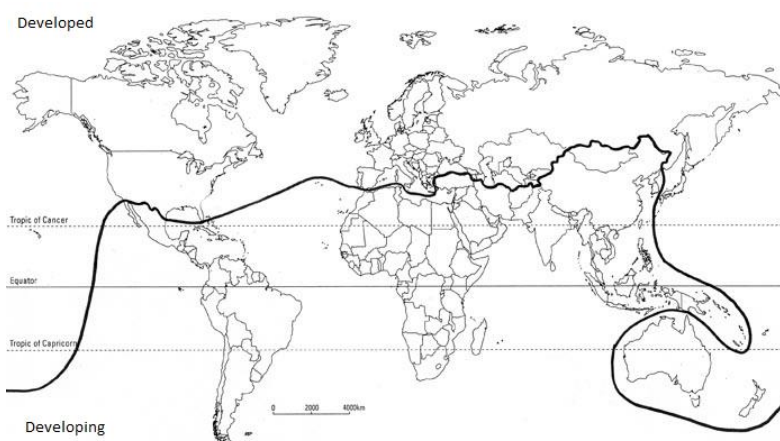 Developed
Tropic of Cancer
Equator
Tropic of Capricorn
0 2000 4000km
Developing